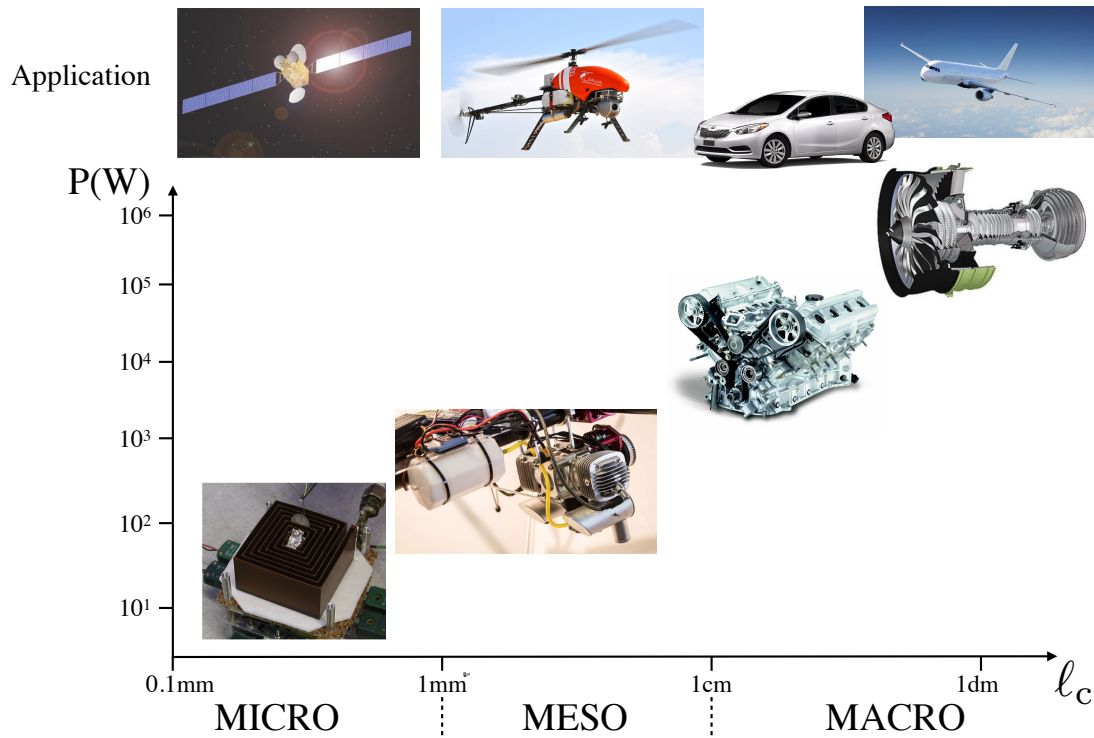 Application
P(W)
10⁶
10⁵
10⁴
10³
10²
10¹
0.1mm 1mm 1cm 1dm ℓc
MICRO MESO MACRO